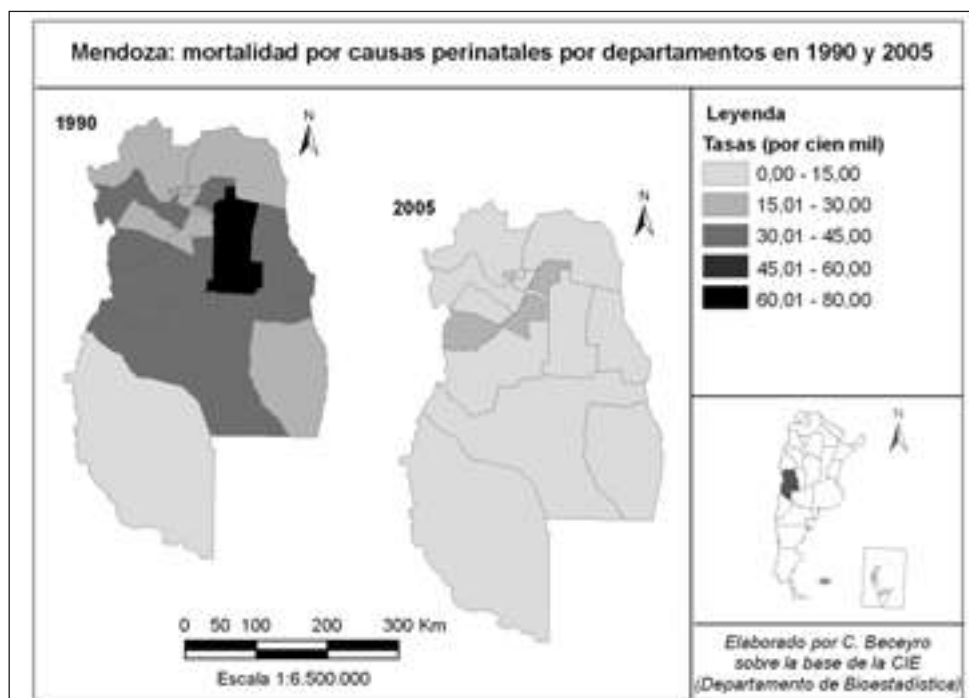 Mendoza: mortalidad por causas perinatales por departamentos en 1990 y 2005
1990
N
2005
N
Leyenda
Tasas (por cien mil)
0,00 - 15,00
15,01 - 30,00
30,01 - 45,00
45,01 - 60,00
60,01 - 80,00
N
0 50 100 200 300 Km
Escala 1:6.500.000
Elaborado por C. Beceyro
sobre la base de la CIE
(Departamento de Bioestadística)